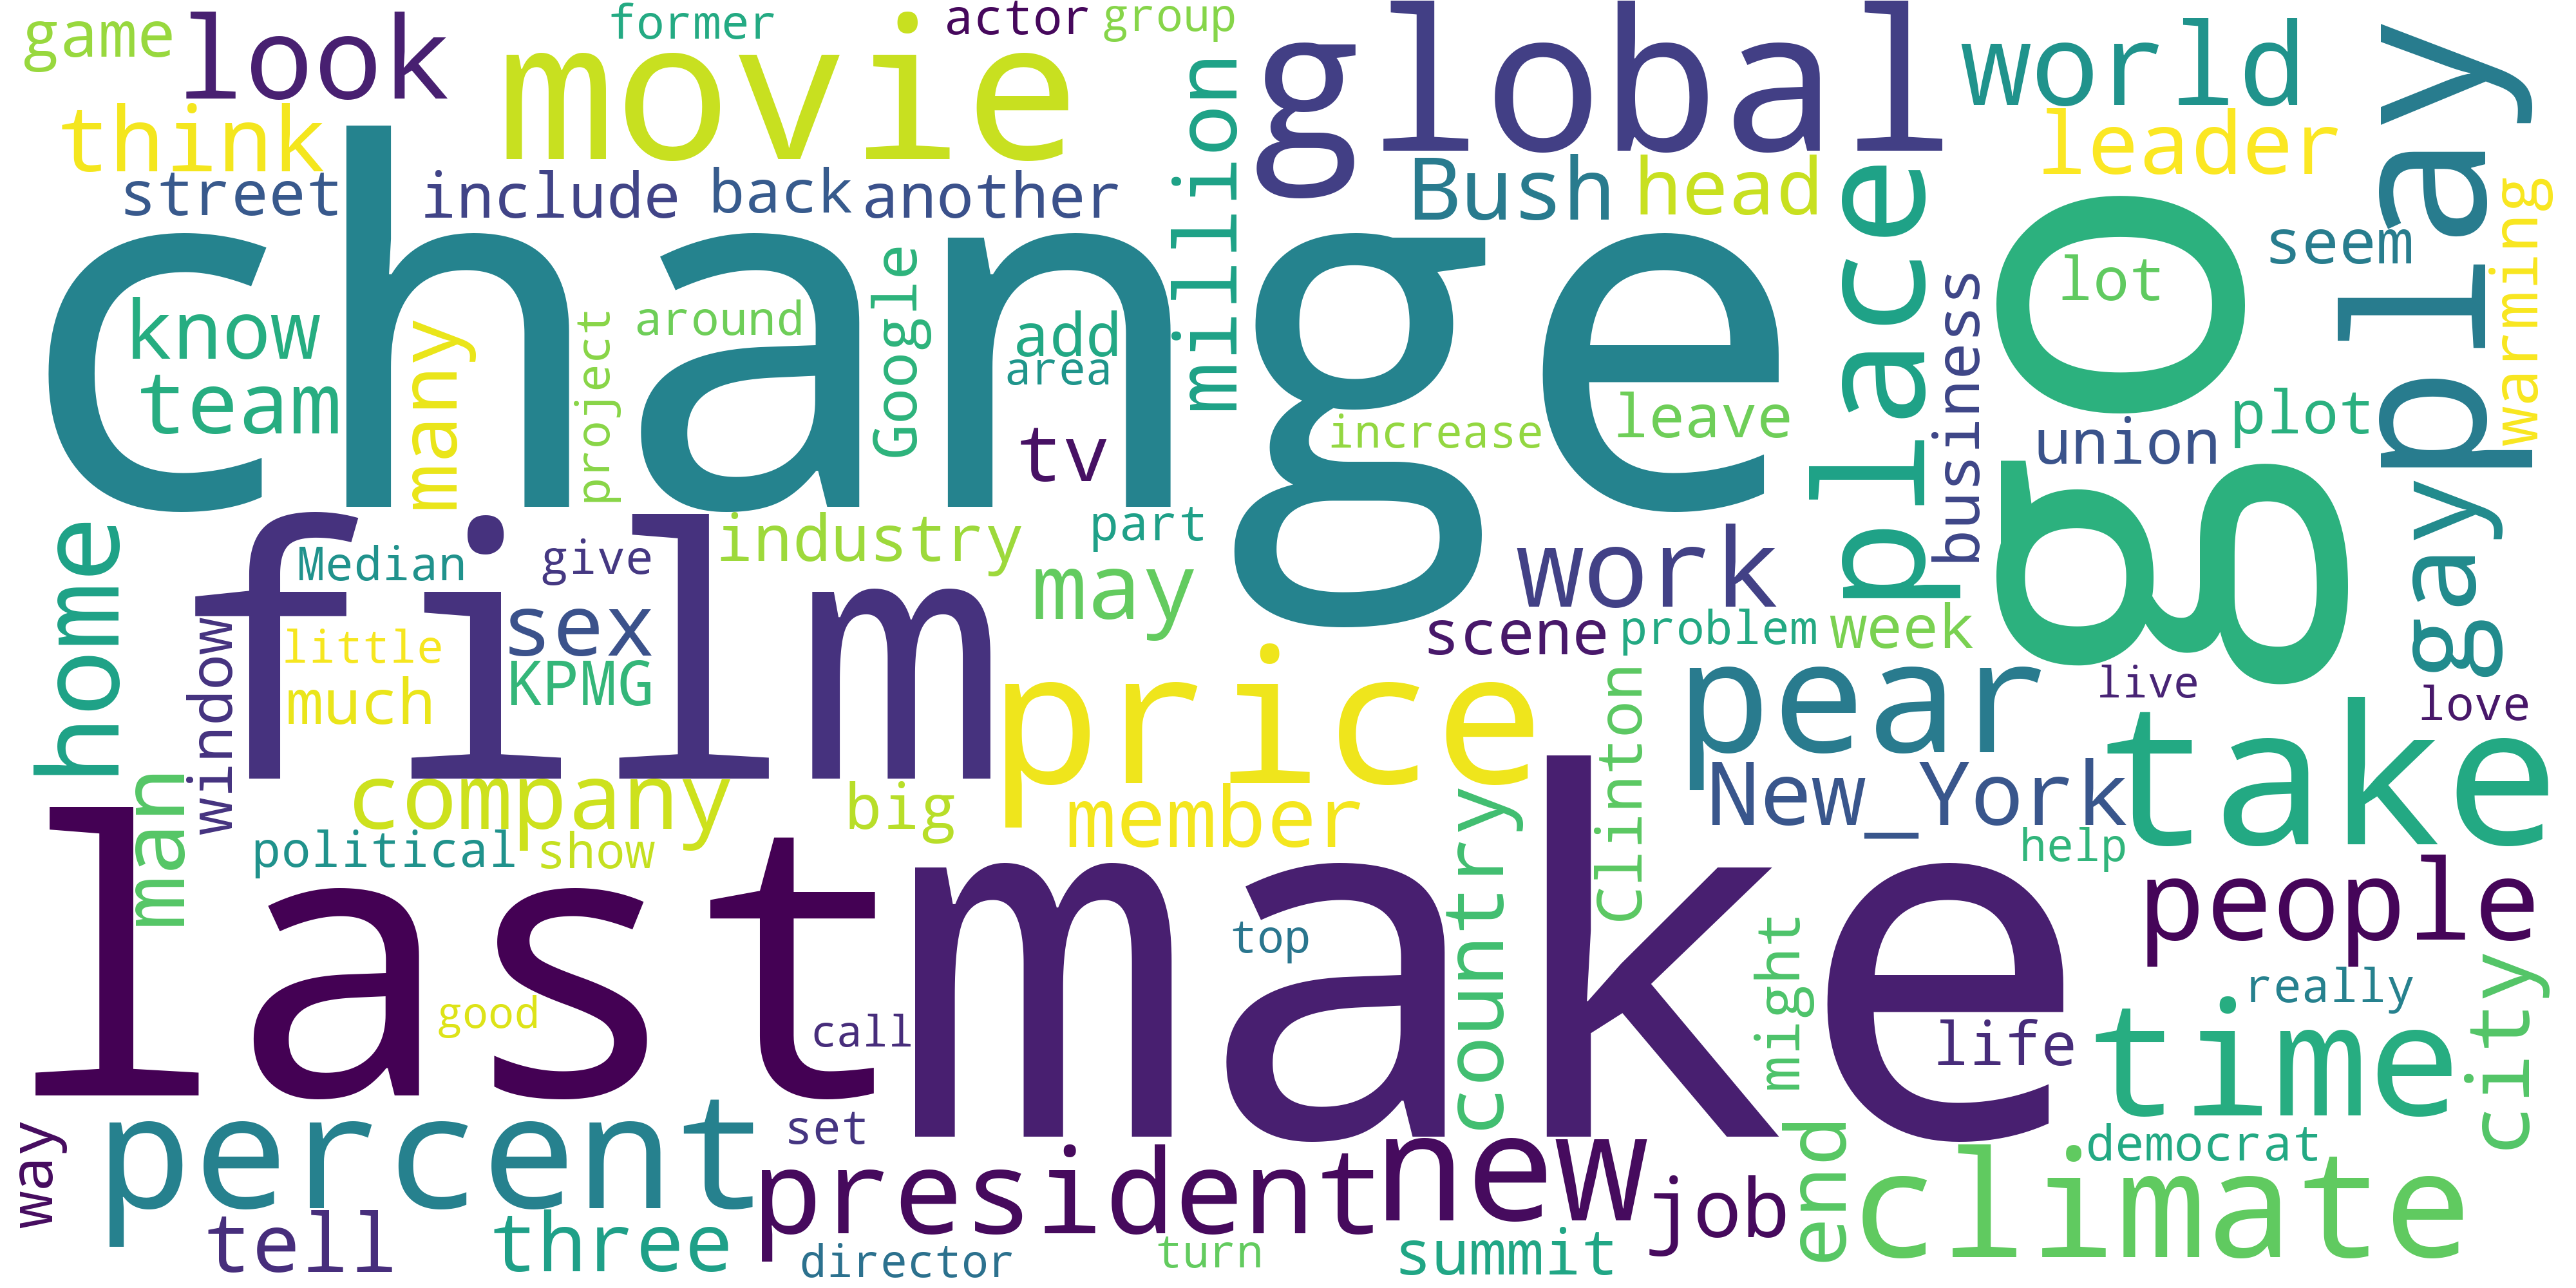 game
look
former
actor
group
movie
global
world
think
leader
play
street
include
back
another
million
Bush
head
place
change
go
seem
warming
lot
know
many
project
around
Google
add
area
business
team
tv
increase
leave
union
plot
gay
home
film
Median
give
industry
part
may
work
sex
scene
problem
week
window
little
KPMG
much
price
pear
live
love
take
man
company
big
member
country
clinton
New_York
help
political
show
last
make
people
top
might
really
city
good
call
life
time
way
percent
set
president
new
job
end
democrat
climate
tell
three
director
turn
summit